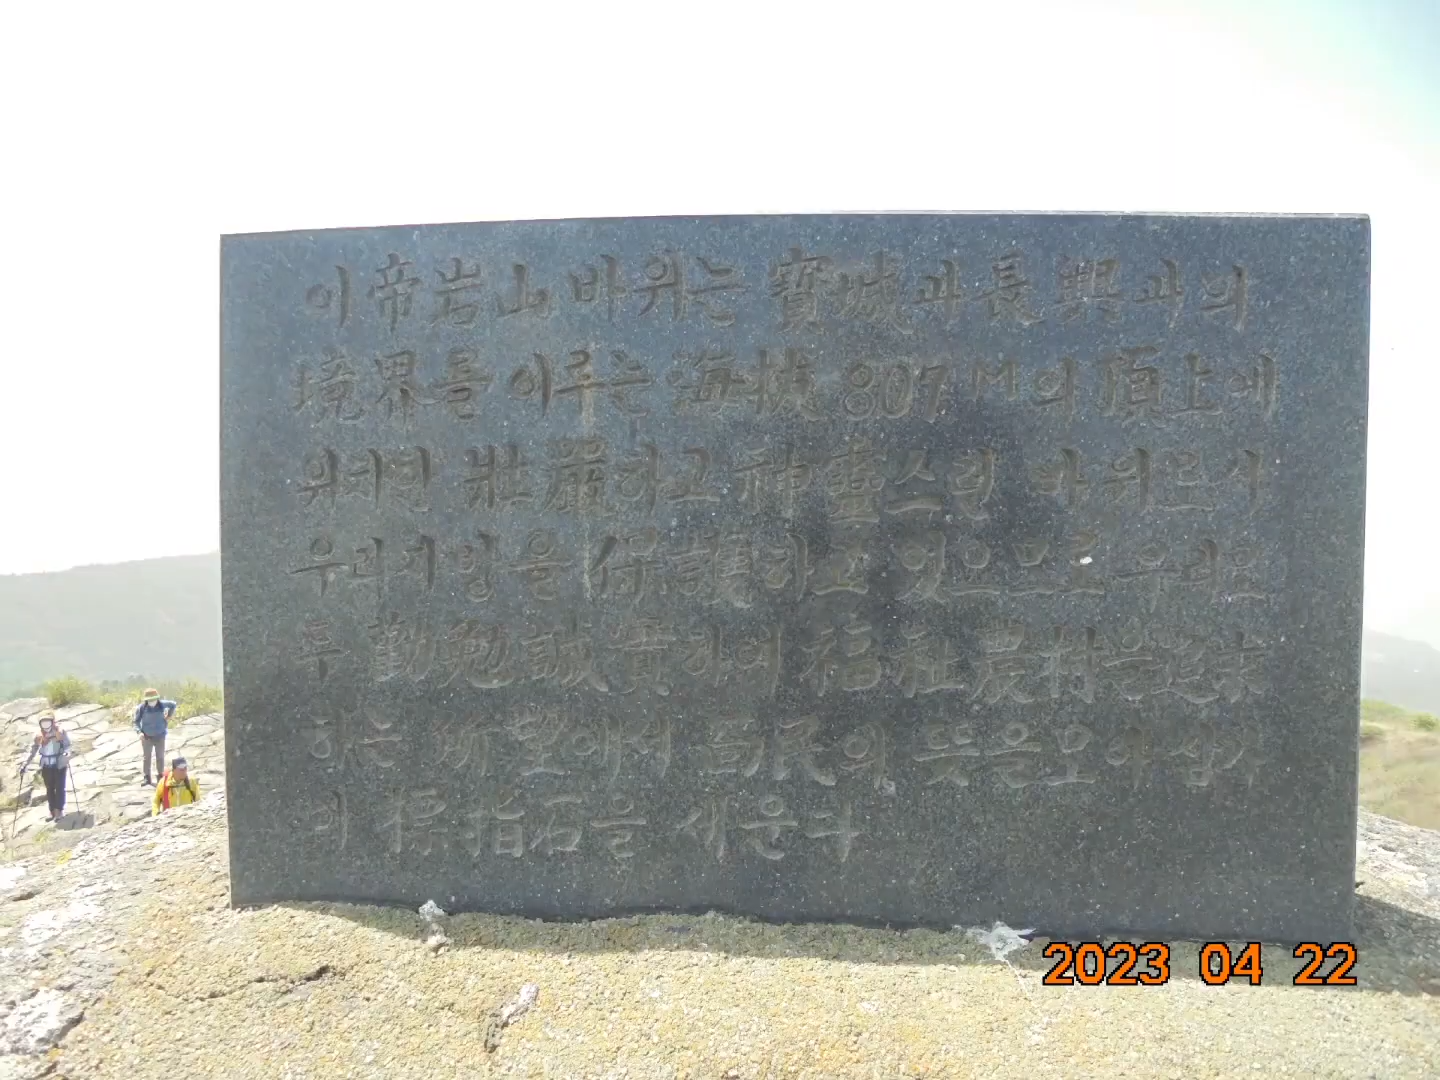 이 帝岩山 바위는 寶城과 長興과의
境界를 이루는 海拔 807M의 頂上에
위치한 壯嚴하고 神靈스런 바위로서
우리지방을 保護하고 있으므로 우리모
두 勤勉誠實하여 福祉農村을
하는 所望에서 民의 뜻을모아 삼가
이 標指石을 세운다
2023 04 22